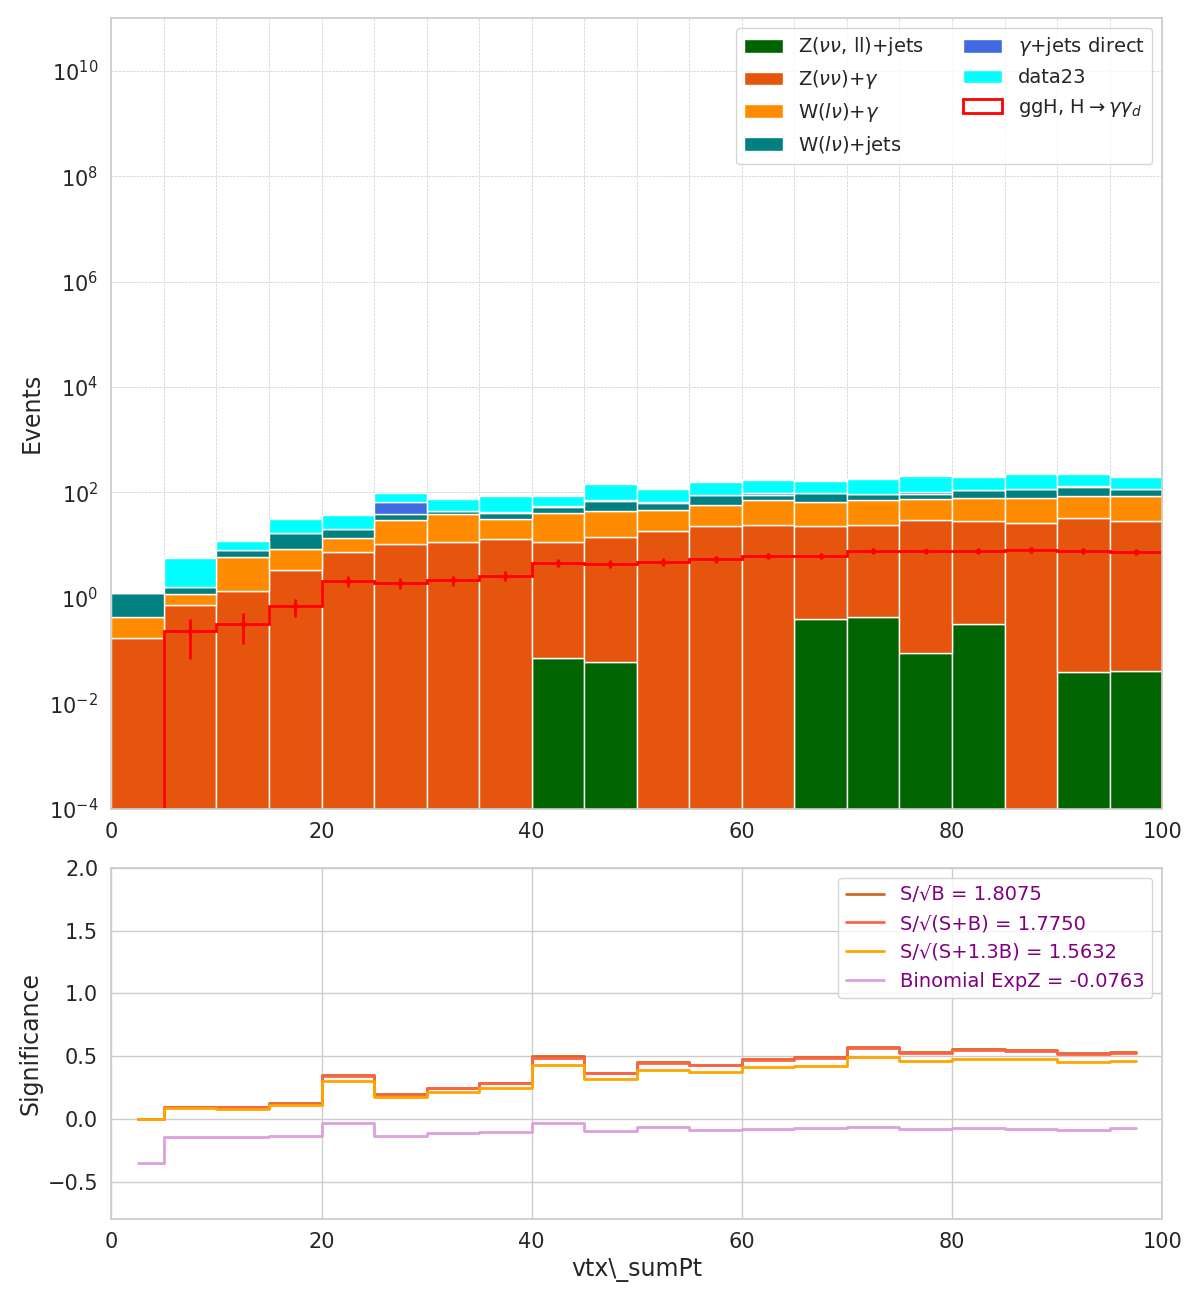 Z(νν, ll)+jets
Z(νν)+γ
W(lν)+γ
W(lν)+jets
γ+jets direct
data23
ggH, H→γγ_d
Events
10^10
10^8
10^6
10^4
10^2
10^0
10^−2
10^−4
0 20 40 60 80 100
Significance
2.0
1.5
1.0
0.5
0.0
−0.5
S/√B = 1.8075
S/√(S+B) = 1.7750
S/√(S+1.3B) = 1.5632
Binomial ExpZ = -0.0763
0 20 40 60 80 100
vtx\_sumPt